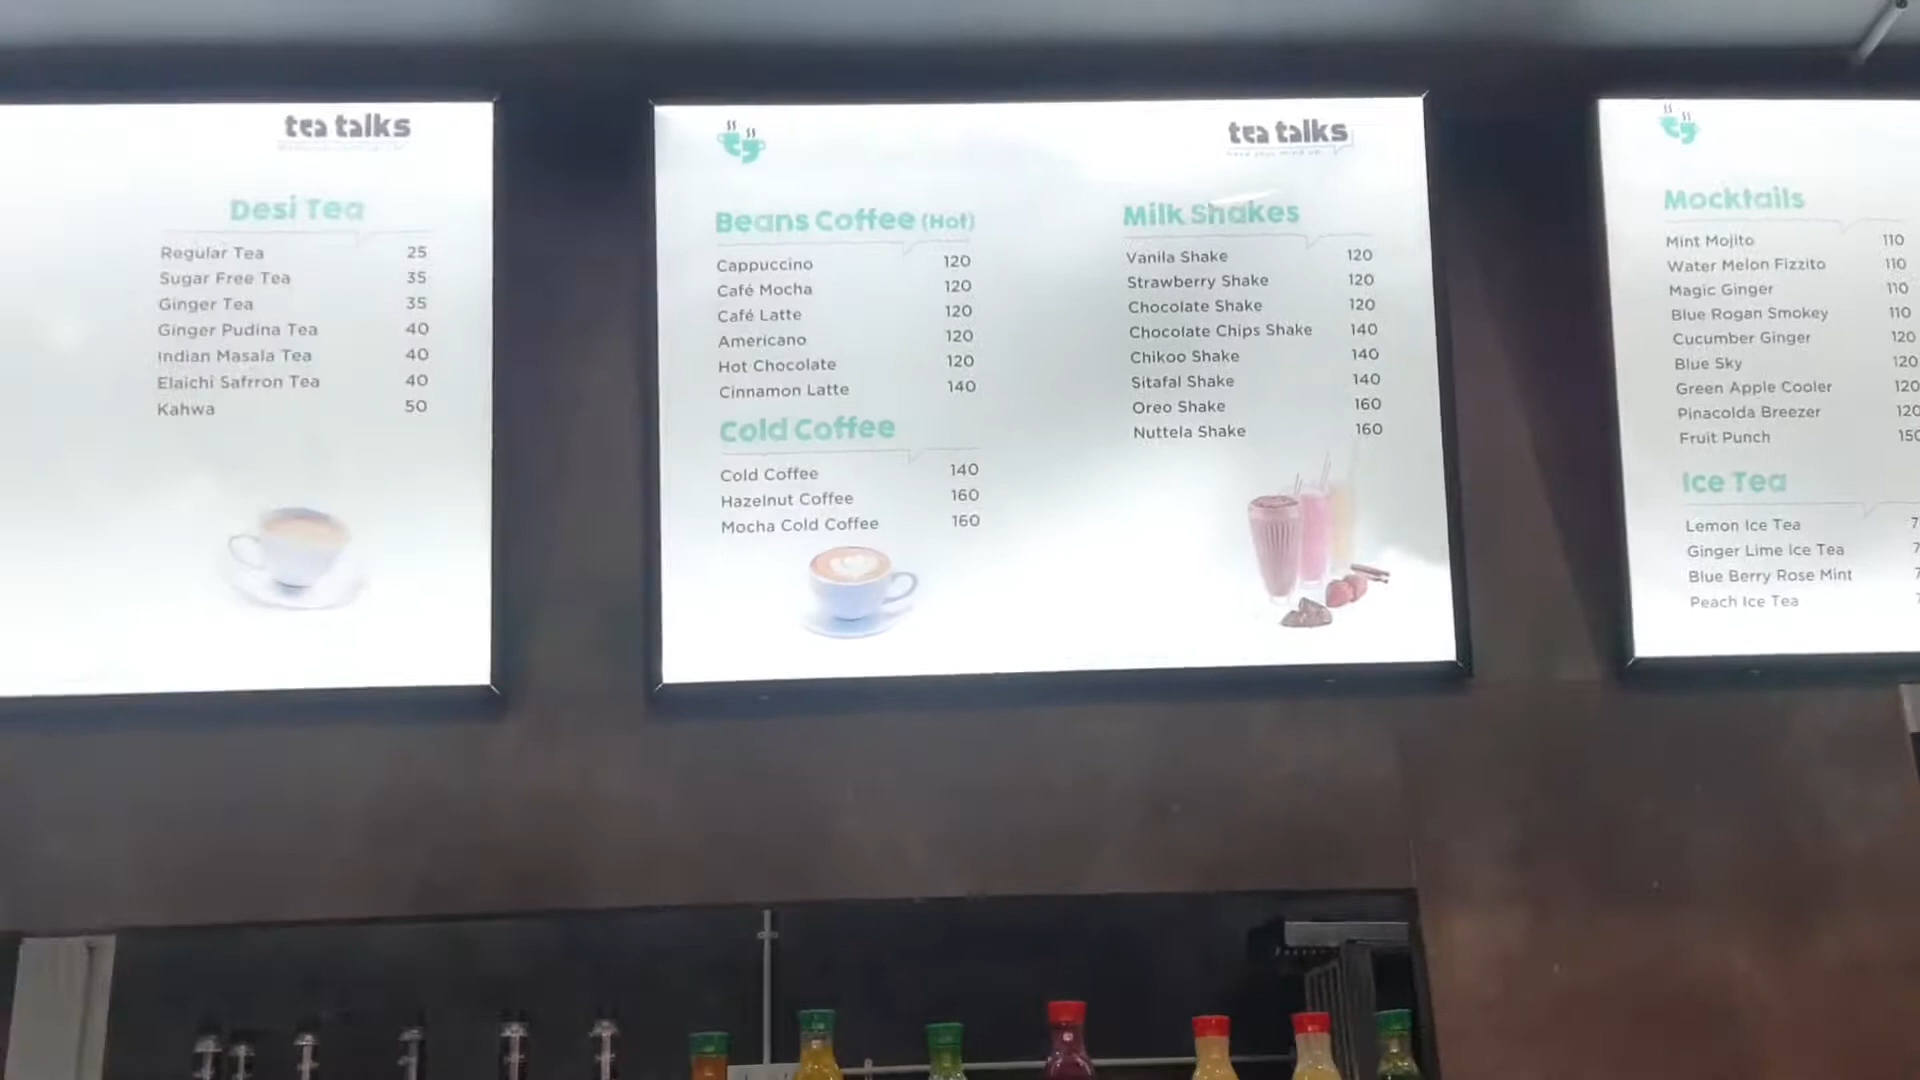 tea talks
Desi Tea
Regular Tea 25
Sugar Free Tea 35
Ginger Tea 35
Ginger Pudina Tea 40
Indian Masala Tea 40
Elaichi Safrron Tea 40
Kahwa 50
tea talks
Beans Coffee (Hot)
Cappuccino 120
Café Mocha 120
Café Latte 120
Americano 120
Hot Chocolate 120
Cinnamon Latte 140
Cold Coffee
Cold Coffee 140
Hazelnut Coffee 160
Mocha Cold Coffee 160
Milk Shakes
Vanila Shake 120
Strawberry Shake 120
Chocolate Shake 120
Chocolate Chips Shake 140
Chikoo Shake 140
Sitafal Shake 140
Oreo Shake 160
Nuttela Shake 160
Mocktails
Mint Mojito 110
Water Melon Fizzito 110
Magic Ginger 110
Blue Rogan Smokey 110
Cucumber Ginger 120
Blue Sky 120
Green Apple Cooler 120
Pinacolda Breezer 120
Fruit Punch 150
Ice Tea
Lemon Ice Tea 7
Ginger Lime Ice Tea 7
Blue Berry Rose Mint 7
Peach Ice Tea